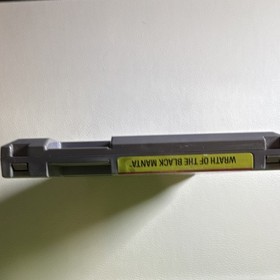 WRATH OF THE BLACK MANTA